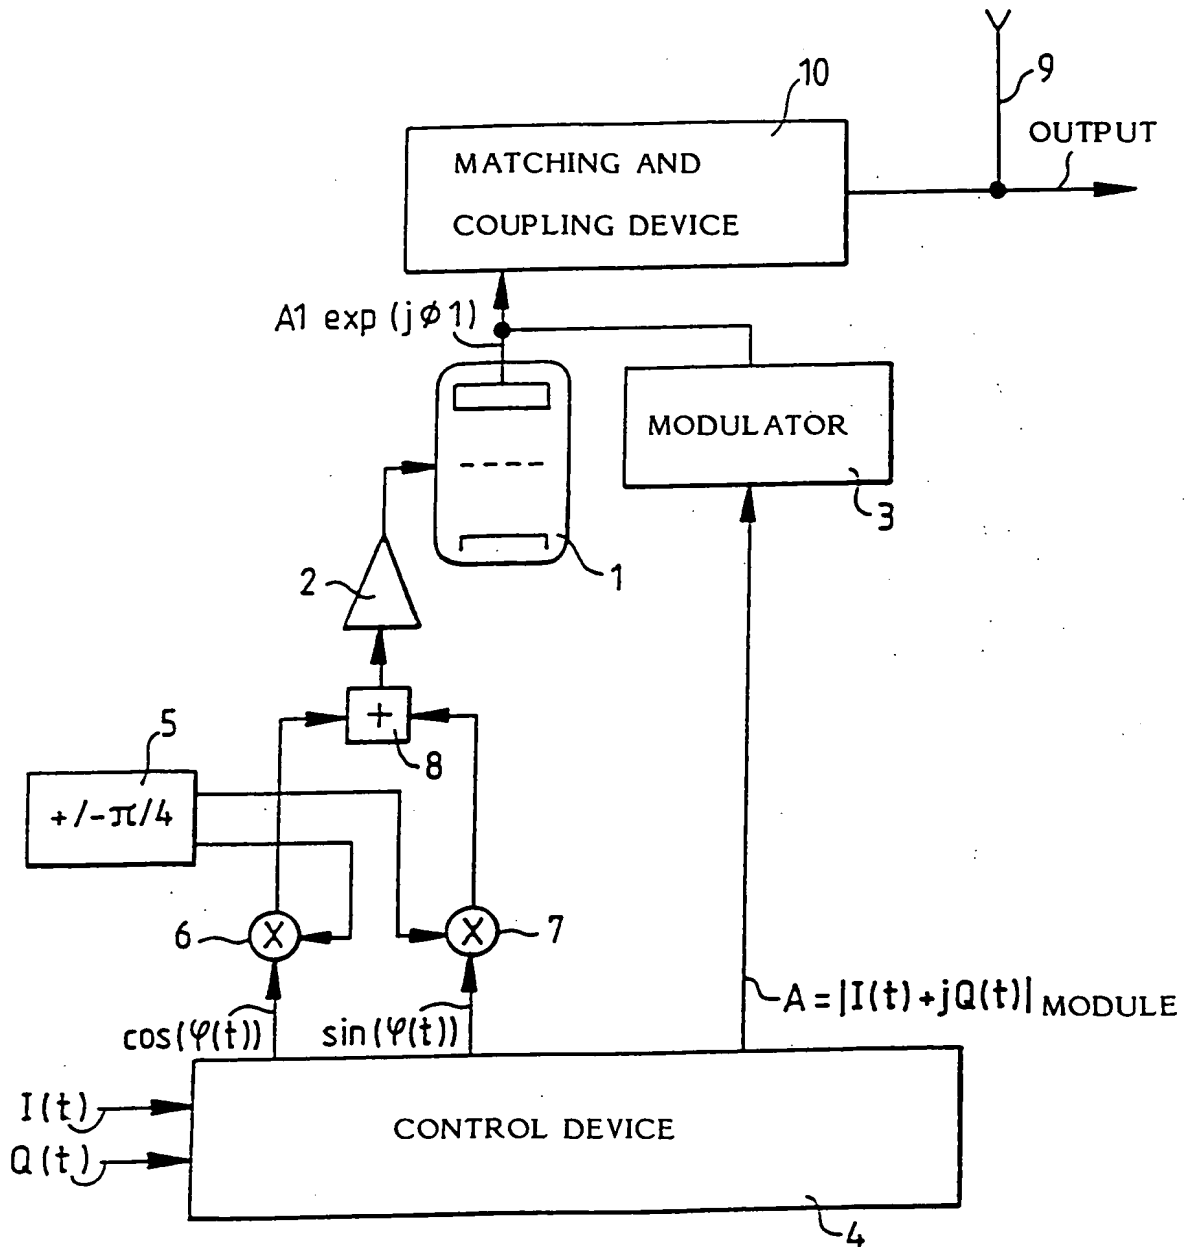 10
9
OUTPUT
MATCHING AND
COUPLING DEVICE
A1 exp (jø1)
MODULATOR
3
1
2
+
8
5
+/-π/4
6
X
X
7
A = |I(t)+jQ(t)| MODULE
cos(φ(t))
sin(φ(t))
I(t)
Q(t)
CONTROL DEVICE
4